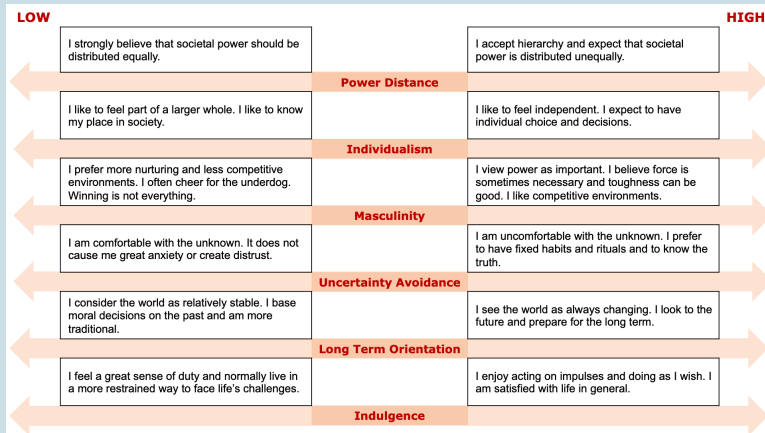 LOW
HIGH
I strongly believe that societal power should be
distributed equally.
I accept hierarchy and expect that societal
power is distributed unequally.
Power Distance
I like to feel part of a larger whole. I like to know
my place in society.
I like to feel independent. I expect to have
individual choice and decisions.
Individualism
I prefer more nurturing and less competitive
environments. I often cheer for the underdog.
Winning is not everything.
I view power as important. I believe force is
sometimes necessary and toughness can be
good. I like competitive environments.
Masculinity
I am comfortable with the unknown. It does not
cause me great anxiety or create distrust.
I am uncomfortable with the unknown. I prefer
to have fixed habits and rituals and to know the
truth.
Uncertainty Avoidance
I consider the world as relatively stable. I base
moral decisions on the past and am more
traditional.
I see the world as always changing. I look to the
future and prepare for the long term.
Long Term Orientation
I feel a great sense of duty and normally live in
a more restrained way to face life's challenges.
I enjoy acting on impulses and doing as I wish. I
am satisfied with life in general.
Indulgence